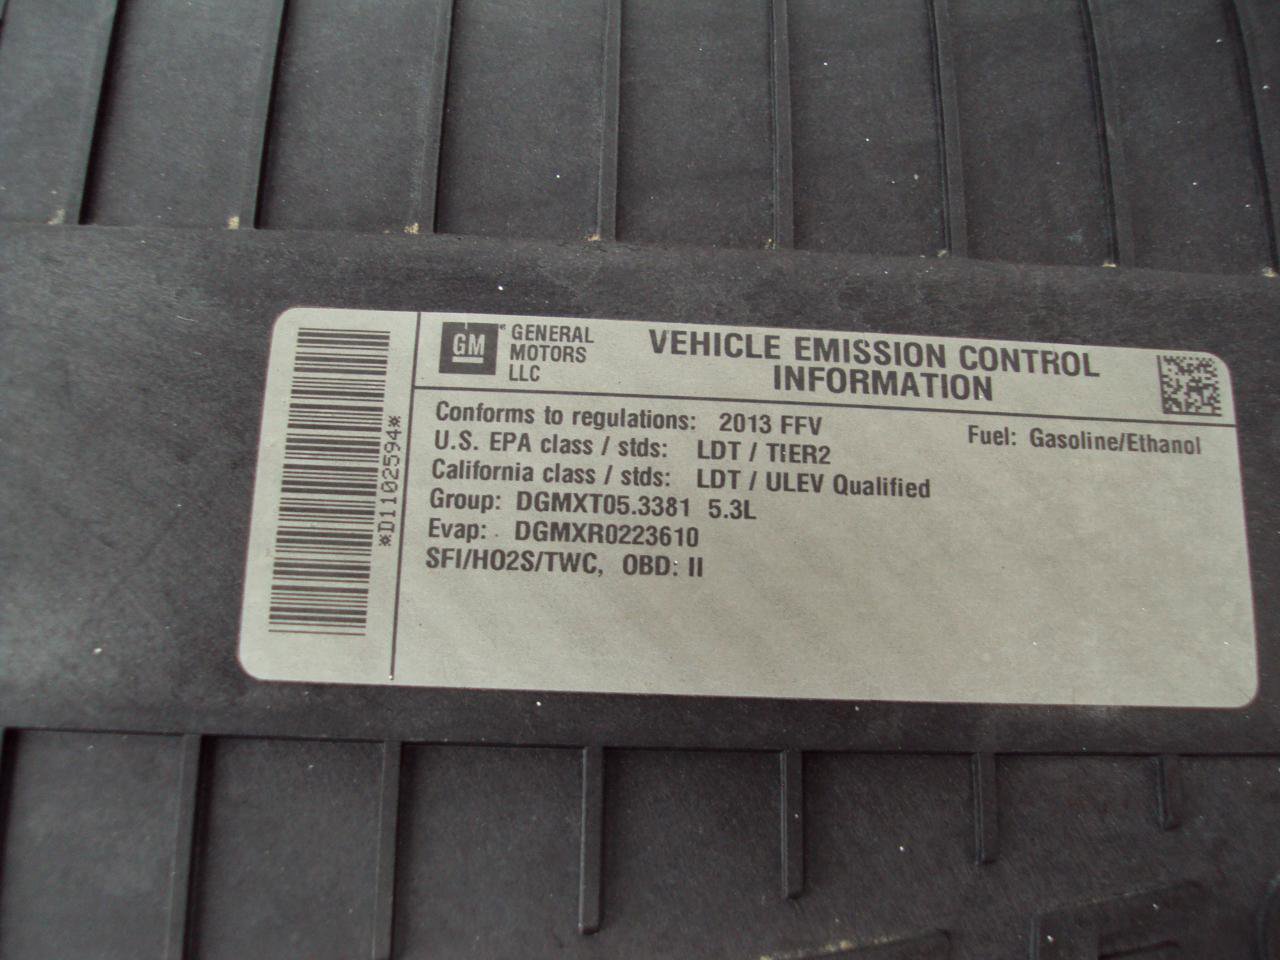 GM
GENERAL
MOTORS
LLC
VEHICLE EMISSION CONTROL
INFORMATION
Conforms to regulations: 2013 FFV
Fuel: Gasoline/Ethanol
U.S. EPA class / stds: LDT / TIER2
California class / stds: LDT / ULEV Qualified
Group: DGMXT05.3381 5.3L
Evap: DGMXR0223610
SFI/HO2S/TWC, OBD: II
*D1102594*